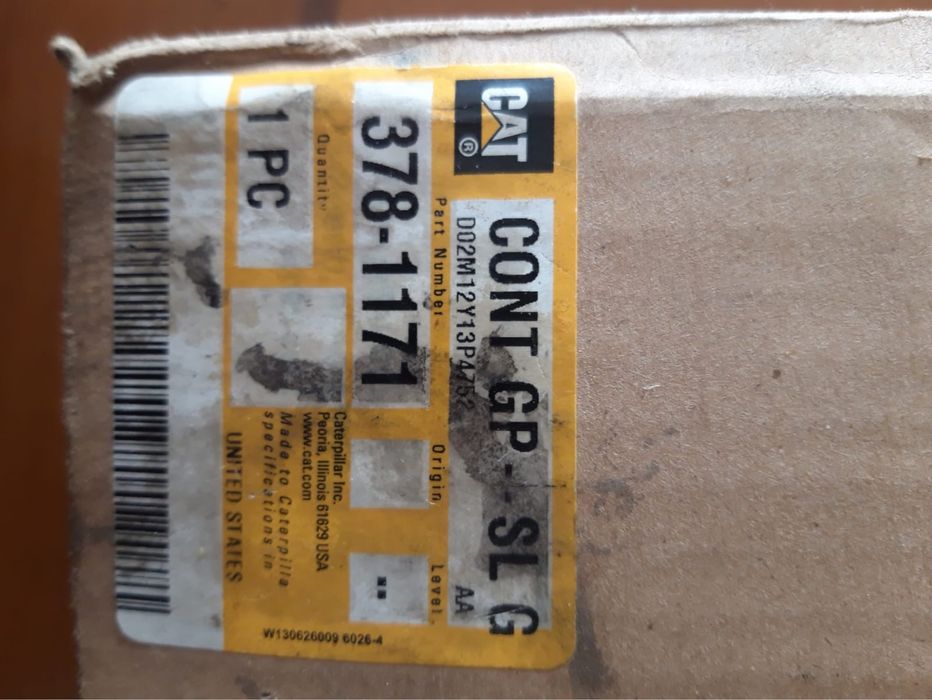 CAT®
CONT GP - SL G
D02M12Y13P4752 AA
Part Number Origin Level
378-1171 --
Quantity
1 PC
Caterpillar Inc.
Peoria, Illinois 61629 USA
www.cat.com
Made to Caterpilla
specifications in
UNITED STATES
W130626009 6026-4